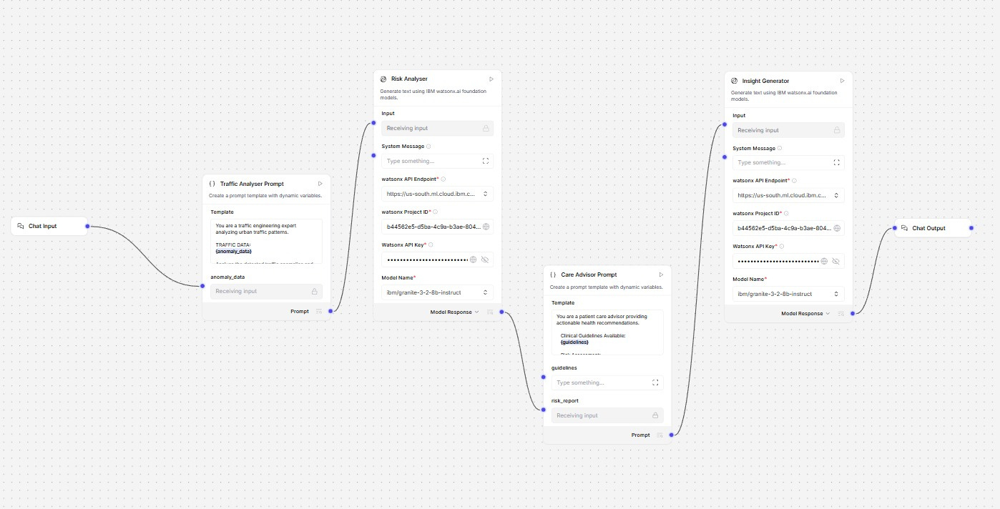 Chat Input
Traffic Analyser Prompt
Create a prompt template with dynamic variables.
Template
You are a traffic engineering expert
analyzing urban traffic patterns.
TRAFFIC DATA:
{anomaly_data}
anomaly_data
Receiving input
Prompt
Risk Analyser
Generate text using IBM watsonx.ai foundation
models.
Input
Receiving input
System Message
Type something...
watsonx API Endpoint*
https://us-south.ml.cloud.ibm.c...
watsonx Project ID*
b44562e5-d5ba-4c9a-b3ae-804...
Watsonx API Key*
Model Name*
ibm/granite-3-2-8b-instruct
Model Response
Care Advisor Prompt
Create a prompt template with dynamic variables.
Template
You are a patient care advisor providing
actionable health recommendations.
Clinical Guidelines Available:
{guidelines}
guidelines
Type something...
risk_report
Receiving input
Prompt
Insight Generator
Generate text using IBM watsonx.ai foundation
models.
Input
Receiving input
System Message
Type something...
watsonx API Endpoint*
https://us-south.ml.cloud.ibm.c...
watsonx Project ID*
b44562e5-d5ba-4c9a-b3ae-804...
Watsonx API Key*
Model Name*
ibm/granite-3-2-8b-instruct
Model Response
Chat Output